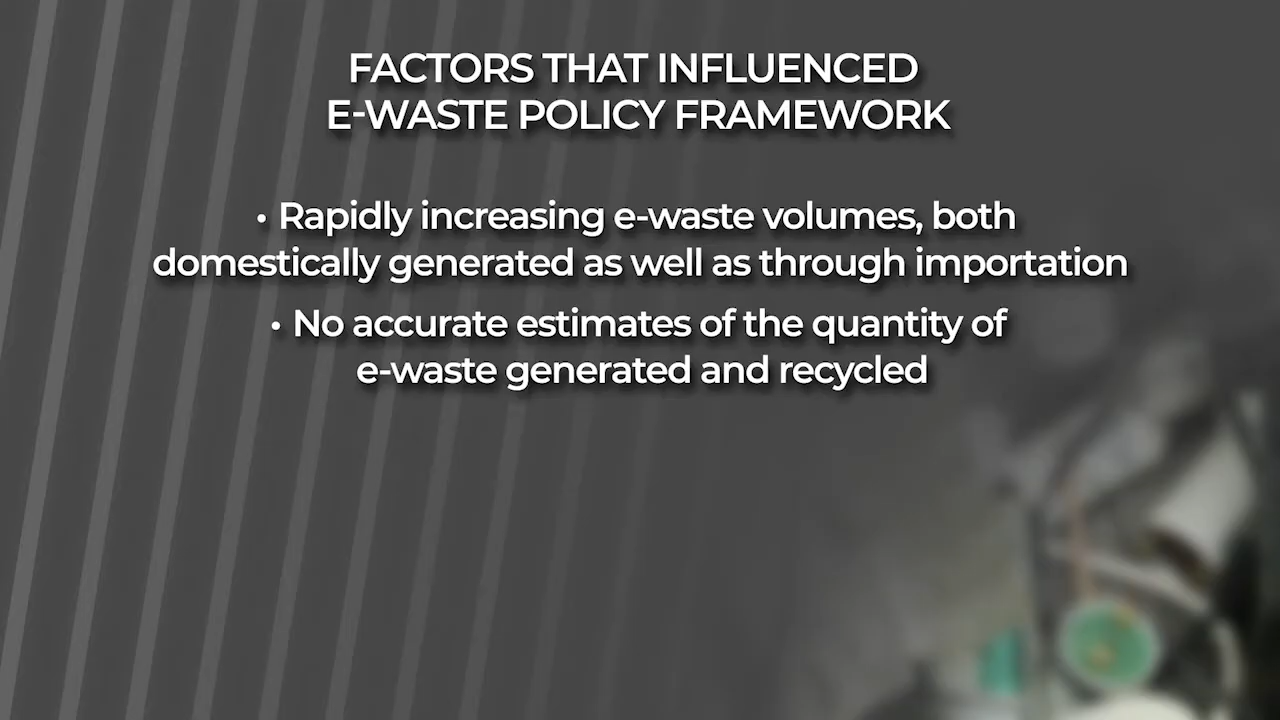 FACTORS THAT INFLUENCED
E-WASTE POLICY FRAMEWORK
• Rapidly increasing e-waste volumes, both
domestically generated as well as through importation
• No accurate estimates of the quantity of
e-waste generated and recycled